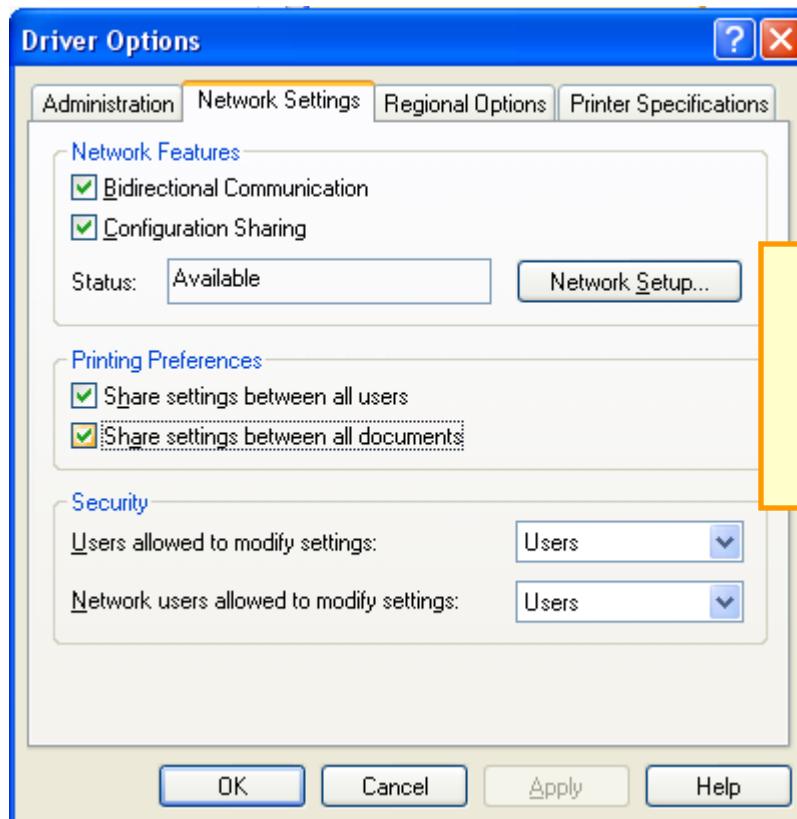 Driver Options
Administration Network Settings Regional Options Printer Specifications
Network Features
Bidirectional Communication
Configuration Sharing
Status: Available Network Setup...
Printing Preferences
Share settings between all users
Share settings between all documents
Security
Users allowed to modify settings: Users
Network users allowed to modify settings: Users
OK Cancel Apply Help